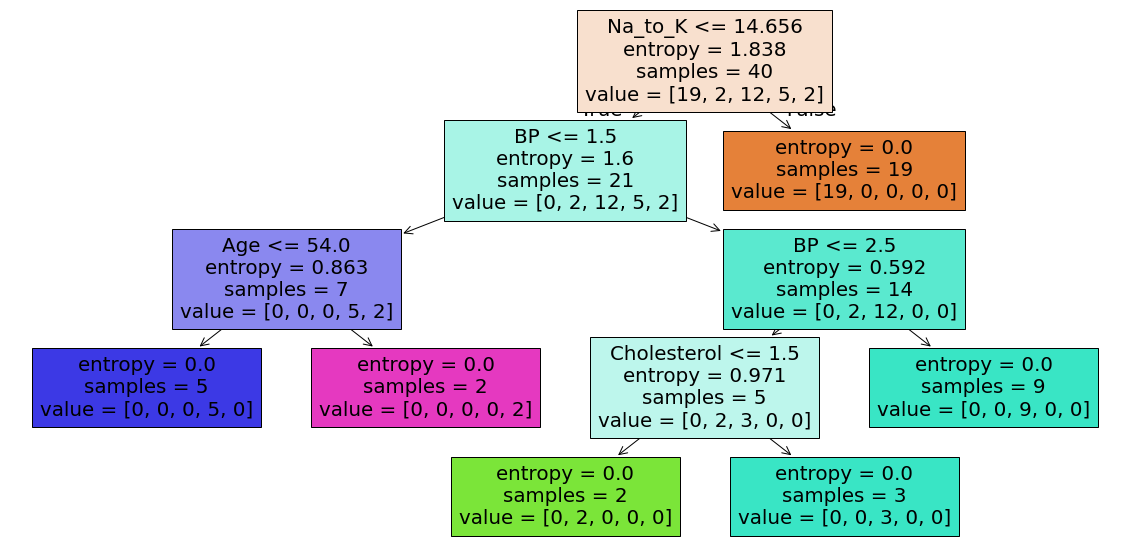 Na_to_K <= 14.656
entropy = 1.838
samples = 40
value = [19, 2, 12, 5, 2]
BP <= 1.5
entropy = 1.6
samples = 21
value = [0, 2, 12, 5, 2]
entropy = 0.0
samples = 19
value = [19, 0, 0, 0, 0]
Age <= 54.0
entropy = 0.863
samples = 7
value = [0, 0, 0, 5, 2]
BP <= 2.5
entropy = 0.592
samples = 14
value = [0, 2, 12, 0, 0]
entropy = 0.0
samples = 5
value = [0, 0, 0, 5, 0]
entropy = 0.0
samples = 2
value = [0, 0, 0, 0, 2]
Cholesterol <= 1.5
entropy = 0.971
samples = 5
value = [0, 2, 3, 0, 0]
entropy = 0.0
samples = 9
value = [0, 0, 9, 0, 0]
entropy = 0.0
samples = 2
value = [0, 2, 0, 0, 0]
entropy = 0.0
samples = 3
value = [0, 0, 3, 0, 0]